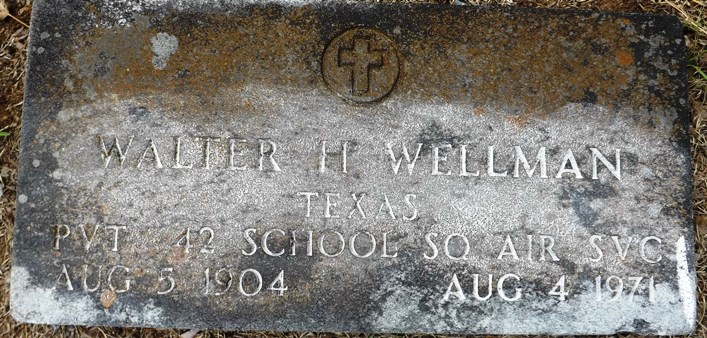 WALTER H WELLMAN
TEXAS
PVT 42 SCHOOL SQ AIR SVC
AUG 5 1904 AUG 4 1971